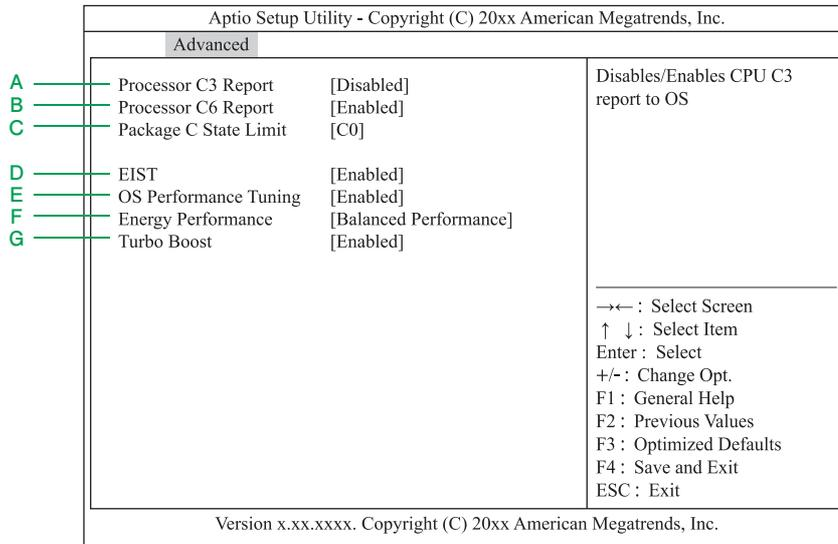 Aptio Setup Utility - Copyright (C) 20xx American Megatrends, Inc.
Advanced
A Processor C3 Report [Disabled]
B Processor C6 Report [Enabled]
C Package C State Limit [C0]
D EIST [Enabled]
E OS Performance Tuning [Enabled]
F Energy Performance [Balanced Performance]
G Turbo Boost [Enabled]
Disables/Enables CPU C3
report to OS
→← : Select Screen
↑ ↓ : Select Item
Enter : Select
+/- : Change Opt.
F1 : General Help
F2 : Previous Values
F3 : Optimized Defaults
F4 : Save and Exit
ESC : Exit
Version x.xx.xxxx. Copyright (C) 20xx American Megatrends, Inc.